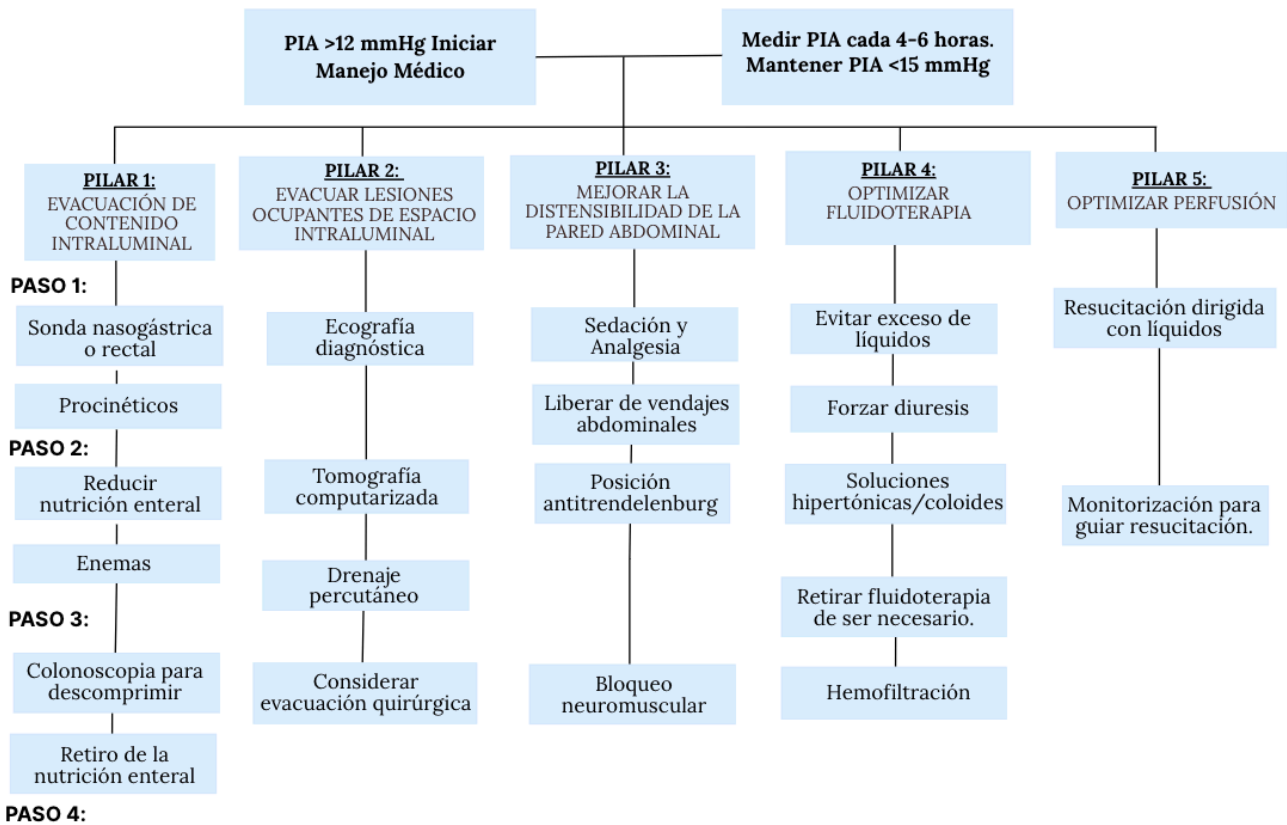 PIA >12 mmHg Iniciar
Manejo Médico
Medir PIA cada 4-6 horas.
Mantener PIA <15 mmHg
PILAR 1:
EVACUACIÓN DE
CONTENIDO
INTRALUMINAL
PILAR 2:
EVACUAR LESIONES
OCUPANTES DE ESPACIO
INTRALUMINAL
PILAR 3:
MEJORAR LA
DISTENSIBILIDAD DE LA
PARED ABDOMINAL
PILAR 4:
OPTIMIZAR
FLUIDOTERAPIA
PILAR 5:
OPTIMIZAR PERFUSIÓN
PASO 1:
Sonda nasogástrica
o rectal
Procinéticos
PASO 2:
Reducir
nutrición enteral
Enemas
PASO 3:
Colonoscopia para
descomprimir
Retiro de la
nutrición enteral
PASO 4:
Ecografía
diagnóstica
Tomografía
computarizada
Drenaje
percutáneo
Considerar
evacuación quirúrgica
Sedación y
Analgesia
Liberar de vendajes
abdominales
Posición
antitrendelenburg
Bloqueo
neuromuscular
Evitar exceso de
líquidos
Forzar diuresis
Soluciones
hipertónicas/coloides
Retirar fluidoterapia
de ser necesario.
Hemofiltración
Resucitación dirigida
con líquidos
Monitorización para
guiar resucitación.